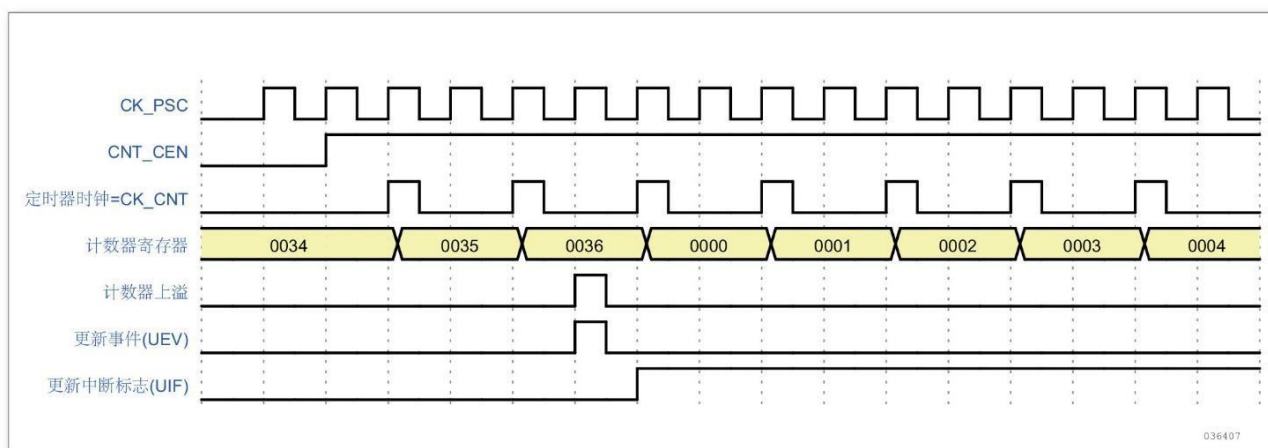 CK_PSC
CNT_CEN
定时器时钟=CK_CNT
计数器寄存器 0034 0035 0036 0000 0001 0002 0003 0004
计数器上溢
更新事件(UEV)
更新中断标志(UIF)
036407